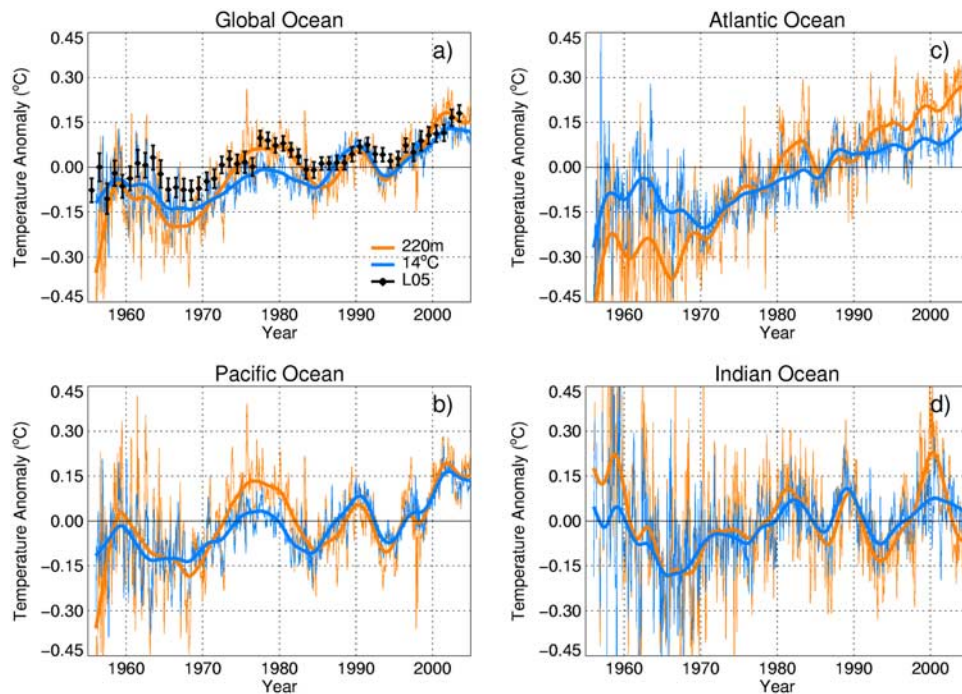 Global Ocean
a)
Temperature Anomaly (°C)
0.45
0.30
0.15
0.00
−0.15
−0.30
−0.45
220m
14°C
L05
1960 1970 1980 1990 2000
Year
Atlantic Ocean
c)
Temperature Anomaly (°C)
0.45
0.30
0.15
0.00
−0.15
−0.30
−0.45
1960 1970 1980 1990 2000
Year
Pacific Ocean
b)
Temperature Anomaly (°C)
0.45
0.30
0.15
0.00
−0.15
−0.30
−0.45
1960 1970 1980 1990 2000
Year
Indian Ocean
d)
Temperature Anomaly (°C)
0.45
0.30
0.15
0.00
−0.15
−0.30
−0.45
1960 1970 1980 1990 2000
Year